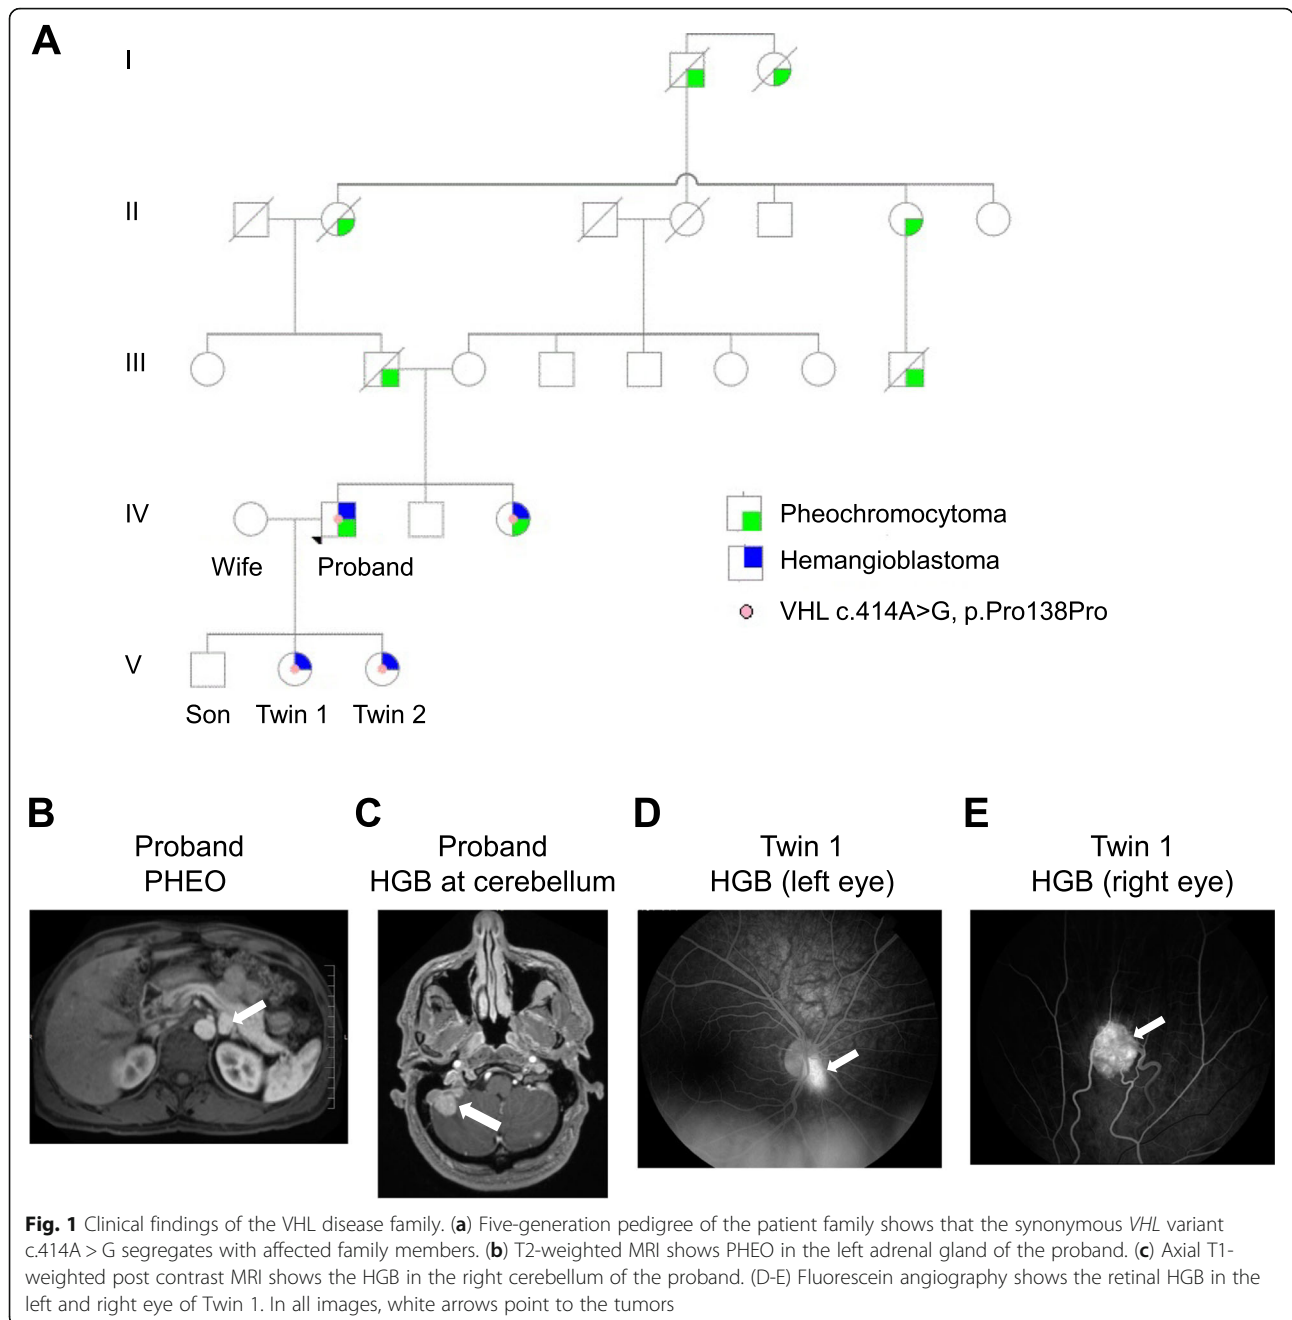 A
I
II
III
IV
Pheochromocytoma
Hemangioblastoma
Wife
Proband
VHL c.414A>G, p.Pro138Pro
V
Son
Twin 1
Twin 2
B
Proband
PHEO
C
Proband
HGB at cerebellum
D
Twin 1
HGB (left eye)
E
Twin 1
HGB (right eye)
Fig. 1 Clinical findings of the VHL disease family. (a) Five-generation pedigree of the patient family shows that the synonymous VHL variant
c.414A > G segregates with affected family members. (b) T2-weighted MRI shows PHEO in the left adrenal gland of the proband. (c) Axial T1-
weighted post contrast MRI shows the HGB in the right cerebellum of the proband. (D-E) Fluorescein angiography shows the retinal HGB in the
left and right eye of Twin 1. In all images, white arrows point to the tumors